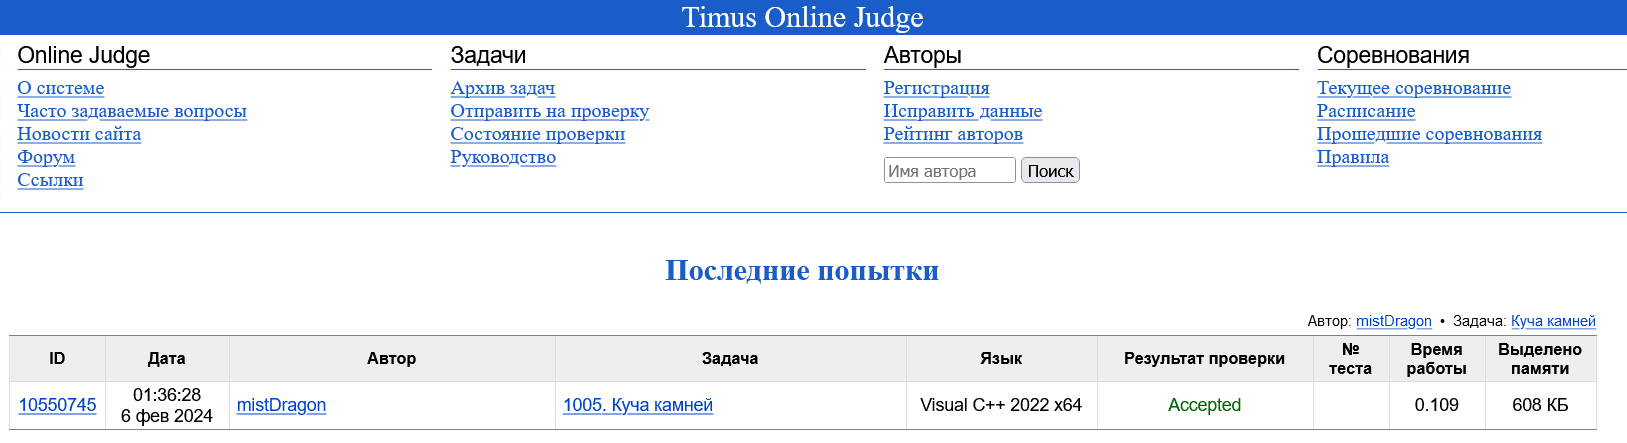 Timus Online Judge
Online Judge
О системе
Часто задаваемые вопросы
Новости сайта
Форум
Ссылки
Задачи
Архив задач
Отправить на проверку
Состояние проверки
Руководство
Авторы
Регистрация
Исправить данные
Рейтинг авторов
Имя автора Поиск
Соревнования
Текущее соревнование
Расписание
Прошедшие соревнования
Правила
Последние попытки
Автор: mistDragon • Задача: Куча камней
ID Дата Автор Задача Язык Результат проверки № теста Время работы Выделено памяти
10550745 01:36:28 6 фев 2024 mistDragon 1005. Куча камней Visual C++ 2022 x64 Accepted 0.109 608 КБ